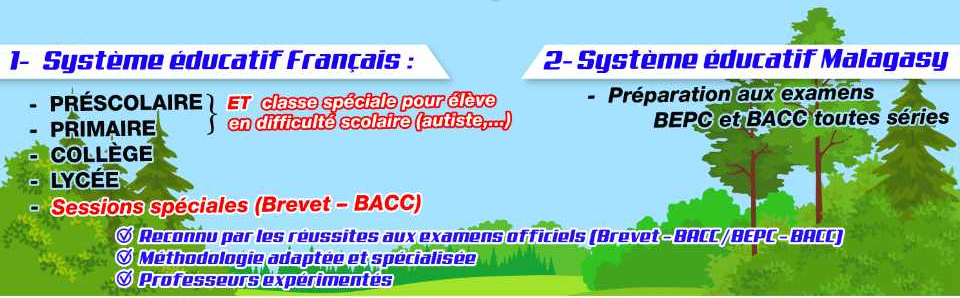 1- Système éducatif Français :
- PRÉSCOLAIRE
- PRIMAIRE
ET classe spéciale pour élève
en difficulté scolaire (autiste,...)
- COLLÈGE
- LYCÉE
- Sessions spéciales (Brevet – BACC)
2- Système éducatif Malagasy
- Préparation aux examens
BEPC et BACC toutes séries
Reconnu par les réussites aux examens officiels (Brevet - BACC / BEPC - BACC)
Méthodologie adaptée et spécialisée
Professeurs expérimentés